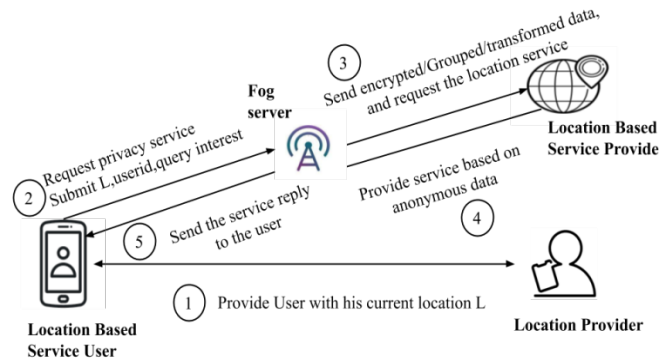 3
Send encrypted/Grouped/transformed data,
and request the location service
Fog
server
Location Based
Service Provide
2
Request privacy service
Submit L,userid,query interest
Provide service based on
anonymous data
4
5
Send the service reply
to the user
1
Provide User with his current location L
Location Based
Service User
Location Provider